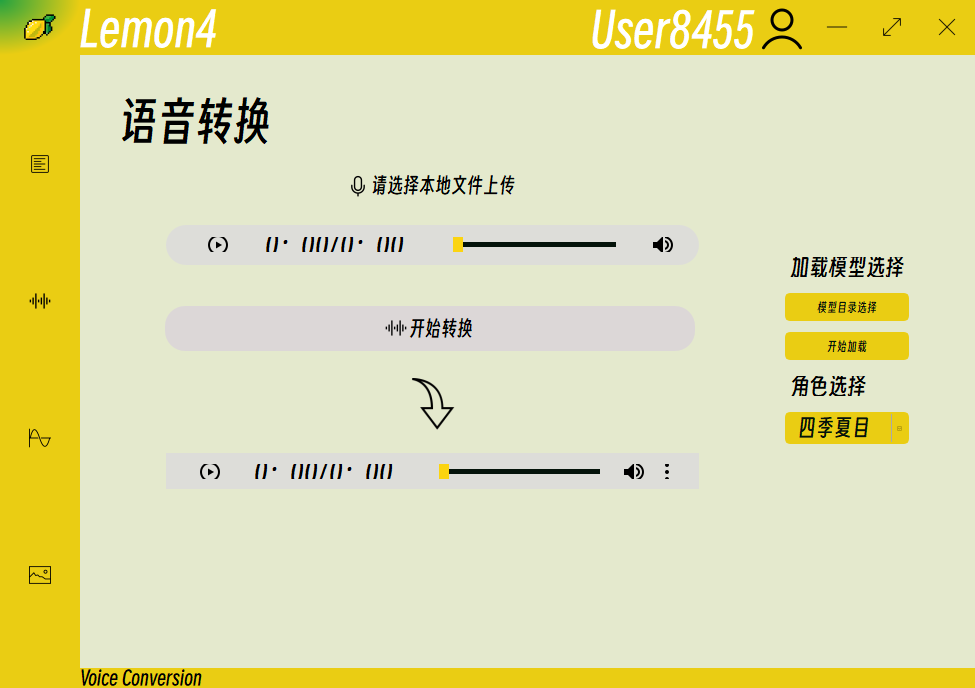 Lemon4
User8455
语音转换
请选择本地文件上传
0:00/0:00
开始转换
0:00/0:00
加载模型选择
模型目录选择
开始加载
角色选择
四季夏目
Voice Conversion